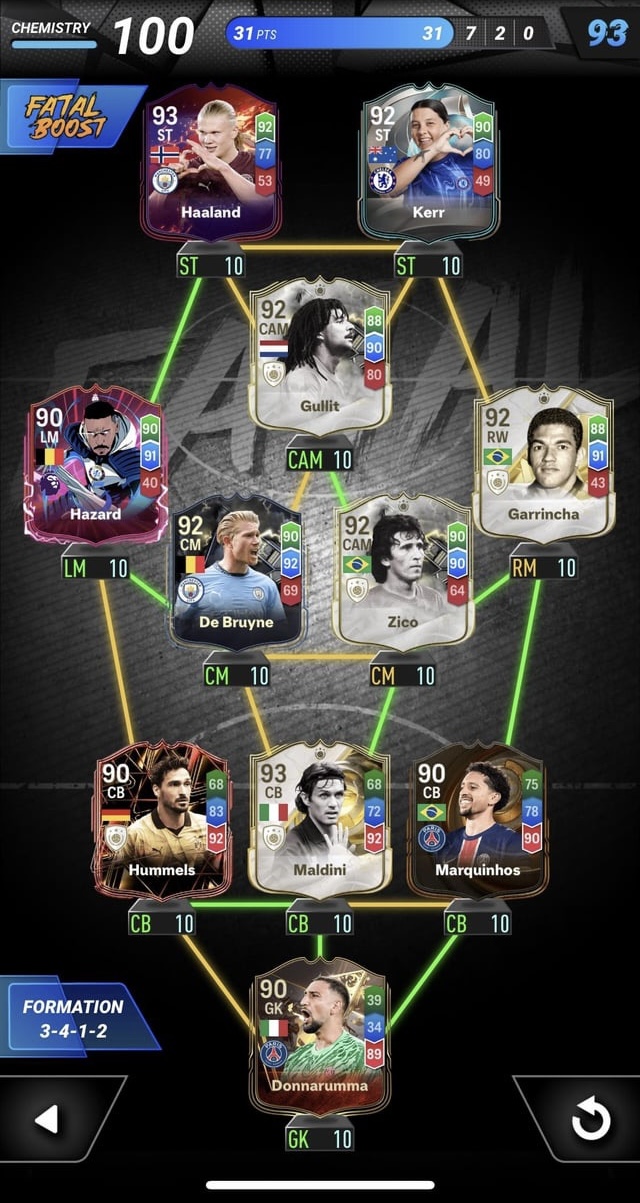 CHEMISTRY 100 31 PTS 31 7 2 0 93
FATAL
BOOST
93
ST
92
77
53
Haaland
ST 10
92
ST
90
80
49
Kerr
ST 10
92
CAM
88
90
80
Gullit
CAM 10
90
LM
90
91
40
Hazard
LM 10
92
RW
88
91
43
Garrincha
RM 10
92
CM
90
92
69
De Bruyne
CM 10
92
CAM
90
90
64
Zico
CM 10
90
CB
68
83
92
Hummels
CB 10
93
CB
68
72
92
Maldini
CB 10
90
CB
75
78
90
Marquinhos
CB 10
FORMATION
3-4-1-2
90
GK
39
34
89
Donnarumma
GK 10